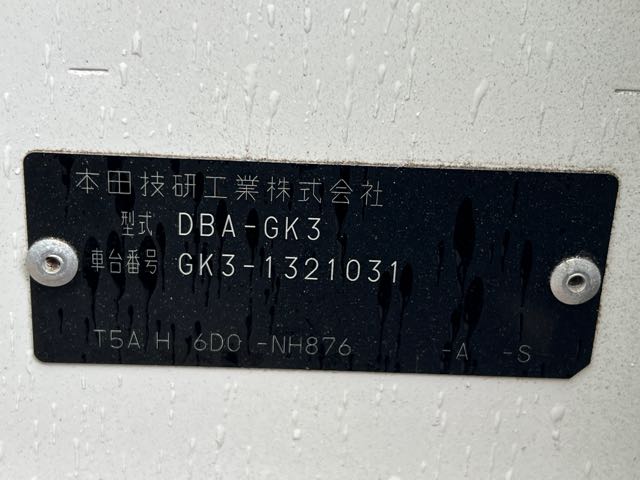 本田技研工業株式会社
型式 DBA-GK3
車台番号 GK3-1321031
T5A H 6D0 -NH876 -A -S